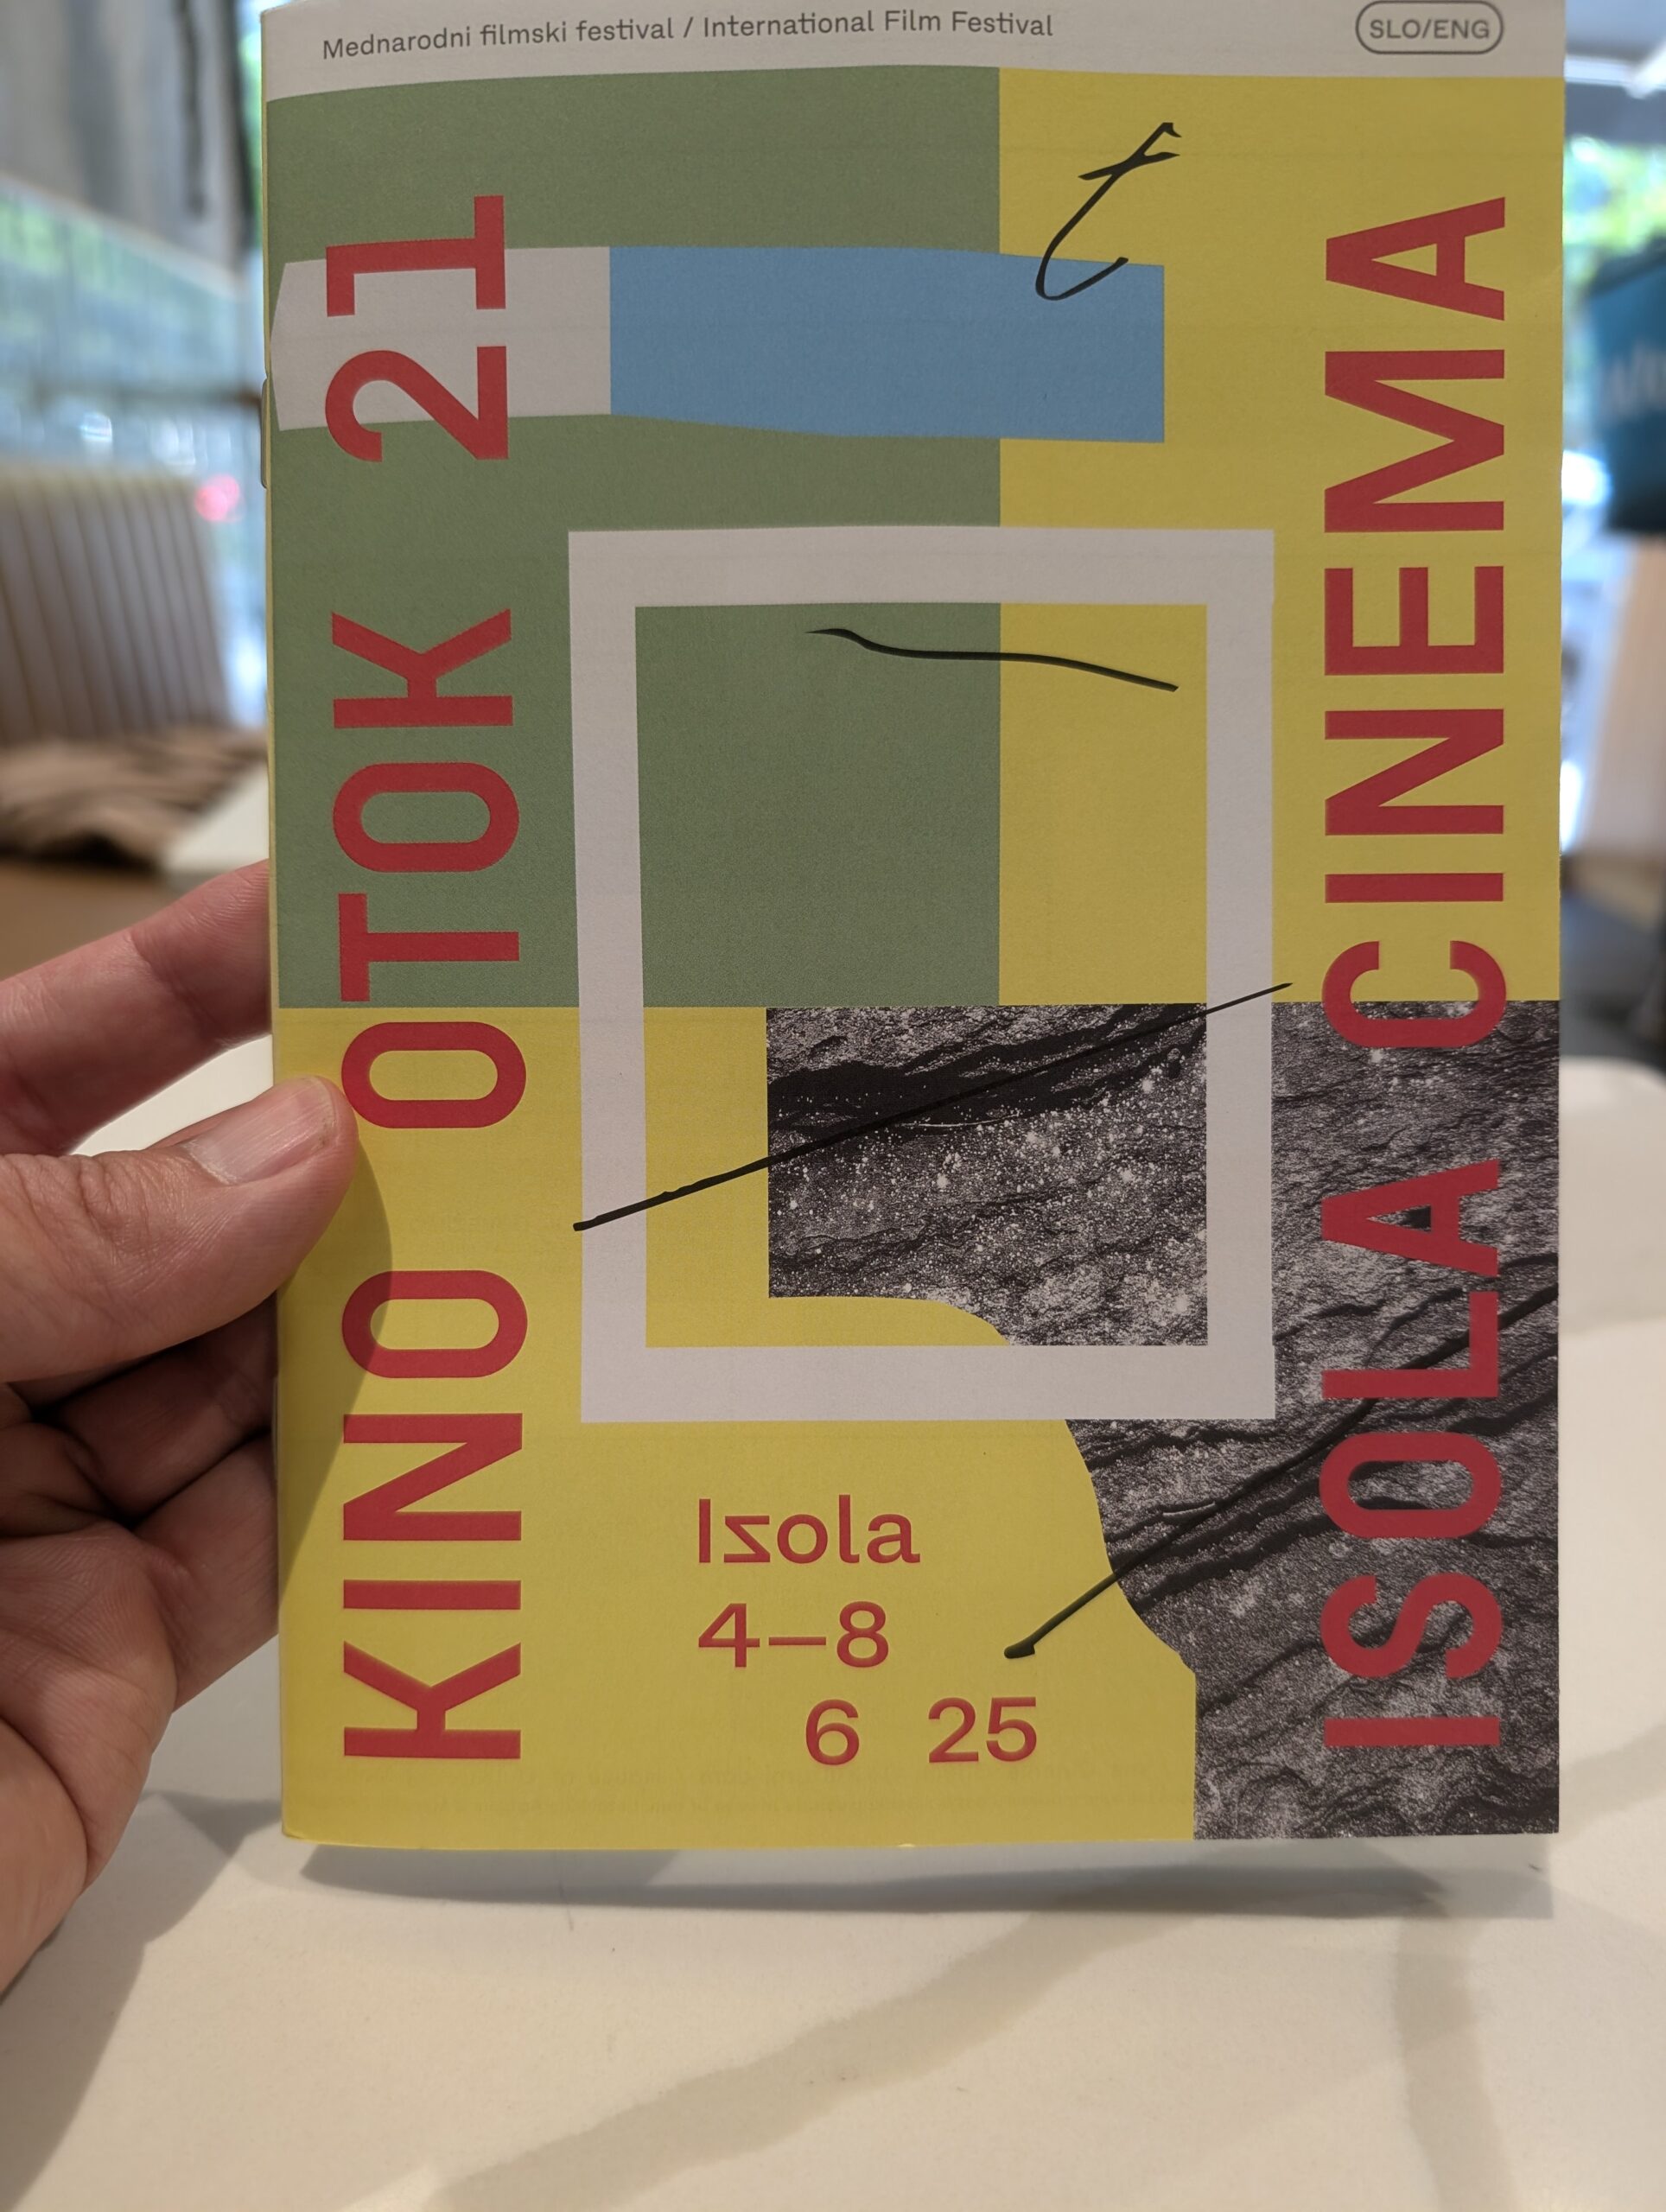 Mednarodni filmski festival / International Film Festival
SLO/ENG
KINO OTOK 21
ISOLA CINEMA
Izola
4–8
6 25